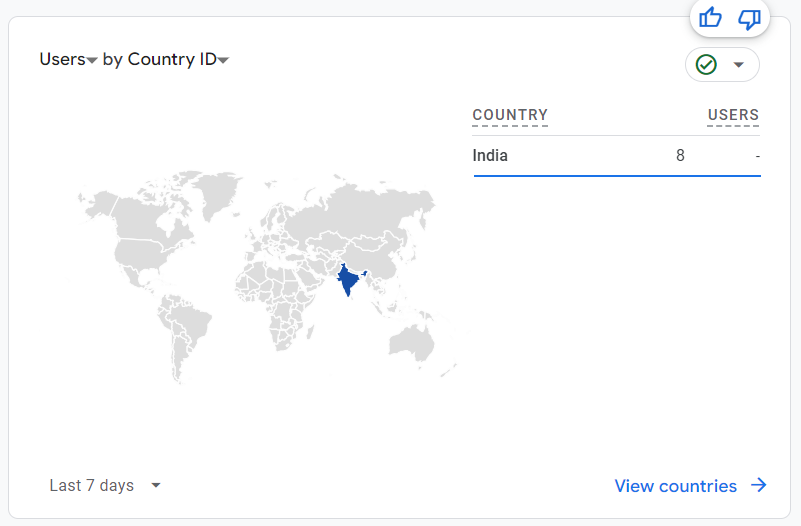 Users by Country ID
COUNTRY USERS
India 8 -
Last 7 days
View countries